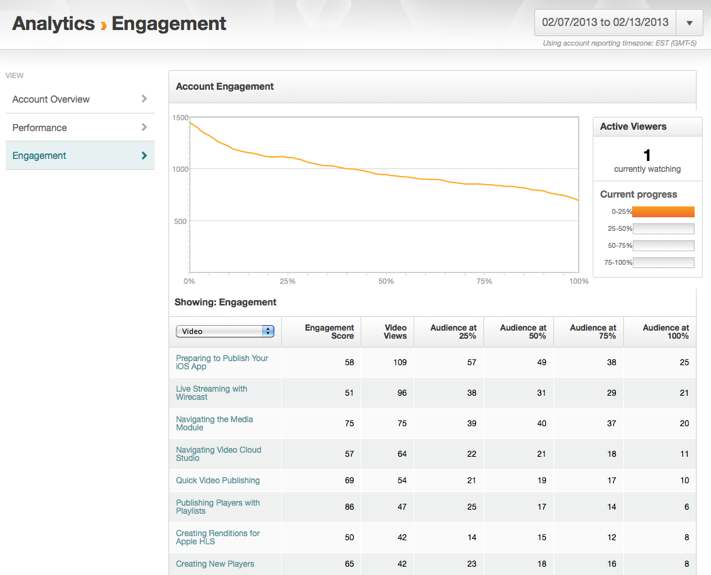 Analytics › Engagement
02/07/2013 to 02/13/2013
Using account reporting timezone: EST (GMT-5)
VIEW
Account Overview
Performance
Engagement
Account Engagement
1500
1000
500
0%
25%
50%
75%
100%
Active Viewers
1
currently watching
Current progress
0-25%
25-50%
50-75%
75-100%
Showing: Engagement
Video
Engagement
Score
Video
Views
Audience at
25%
Audience at
50%
Audience at
75%
Audience at
100%
Preparing to Publish Your
iOS App
58 109 57 49 38 25
Live Streaming with
Wirecast
51 96 38 31 29 21
Navigating the Media
Module
75 75 39 40 37 20
Navigating Video Cloud
Studio
57 64 22 21 18 11
Quick Video Publishing 69 54 21 19 17 10
Publishing Players with
Playlists
86 47 25 17 14 6
Creating Renditions for
Apple HLS
50 42 14 15 12 8
Creating New Players 65 42 23 18 16 8